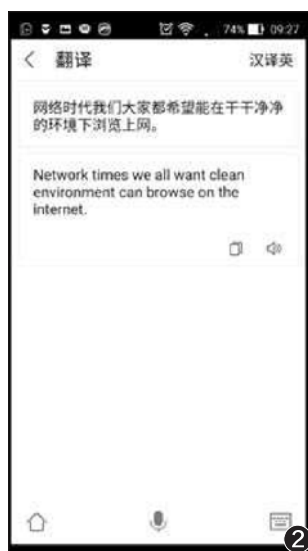 74% 09:27
翻译 汉译英
网络时代我们大家都希望能在干干净净
的环境下浏览上网。
Network times we all want clean
environment can browse on the
internet.
2